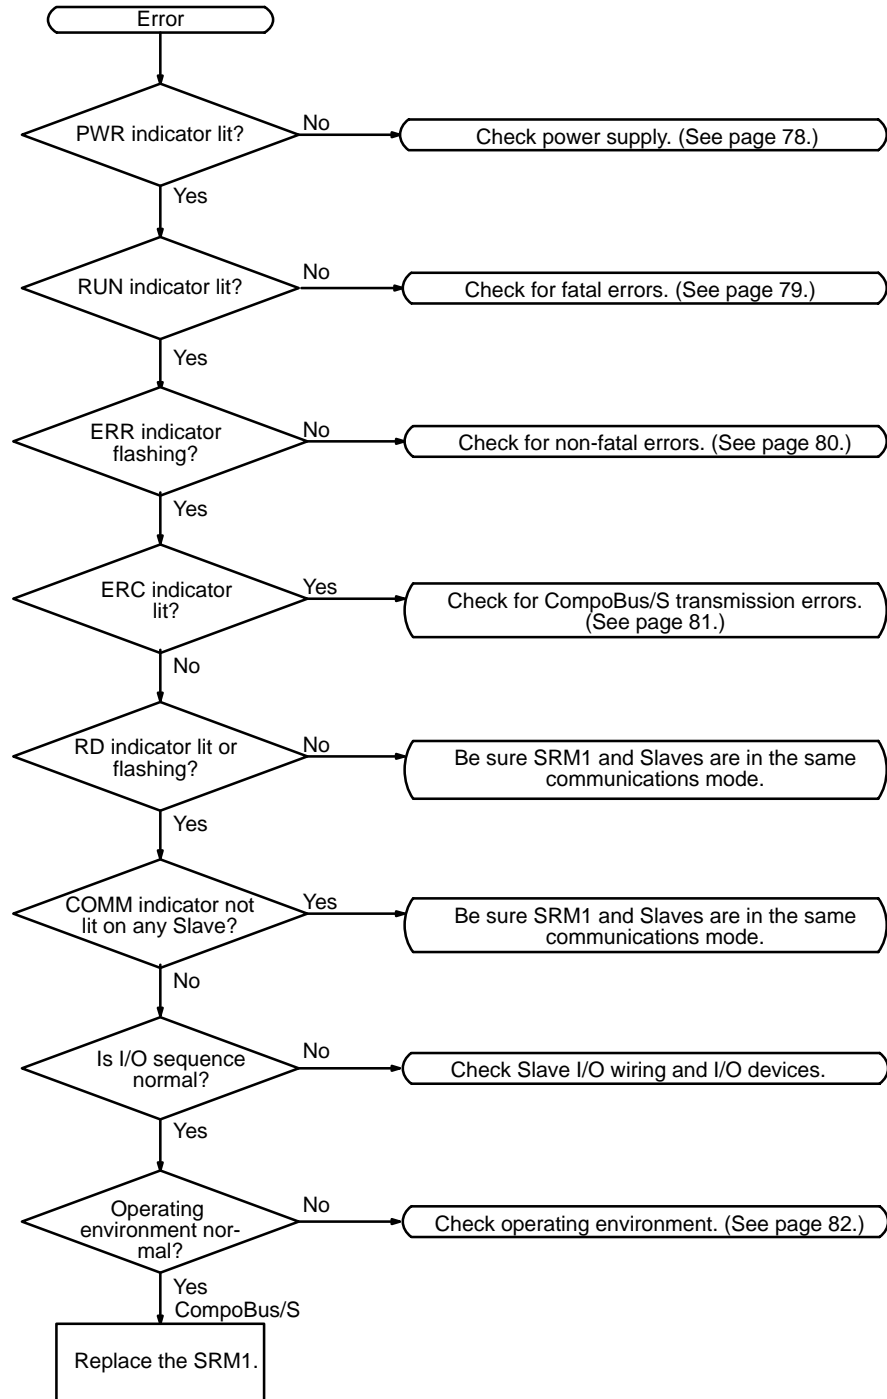 Error
PWR indicator lit?
No
Check power supply. (See page 78.)
Yes
RUN indicator lit?
No
Check for fatal errors. (See page 79.)
Yes
ERR indicator
flashing?
No
Check for non-fatal errors. (See page 80.)
Yes
ERC indicator
lit?
Yes
Check for CompoBus/S transmission errors.
(See page 81.)
No
RD indicator lit or
flashing?
No
Be sure SRM1 and Slaves are in the same
communications mode.
Yes
COMM indicator not
lit on any Slave?
Yes
Be sure SRM1 and Slaves are in the same
communications mode.
No
Is I/O sequence
normal?
No
Check Slave I/O wiring and I/O devices.
Yes
Operating
environment nor-
mal?
No
Check operating environment. (See page 82.)
Yes
CompoBus/S
Replace the SRM1.